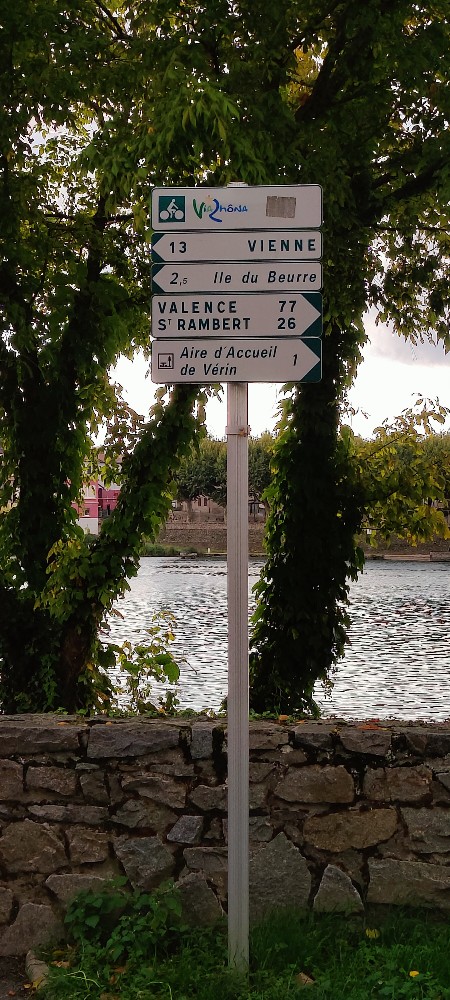 ViaRhôna
13 VIENNE
2,5 Ile du Beurre
VALENCE 77
Sᵀ RAMBERT 26
Aire d'Accueil
de Vérin 1